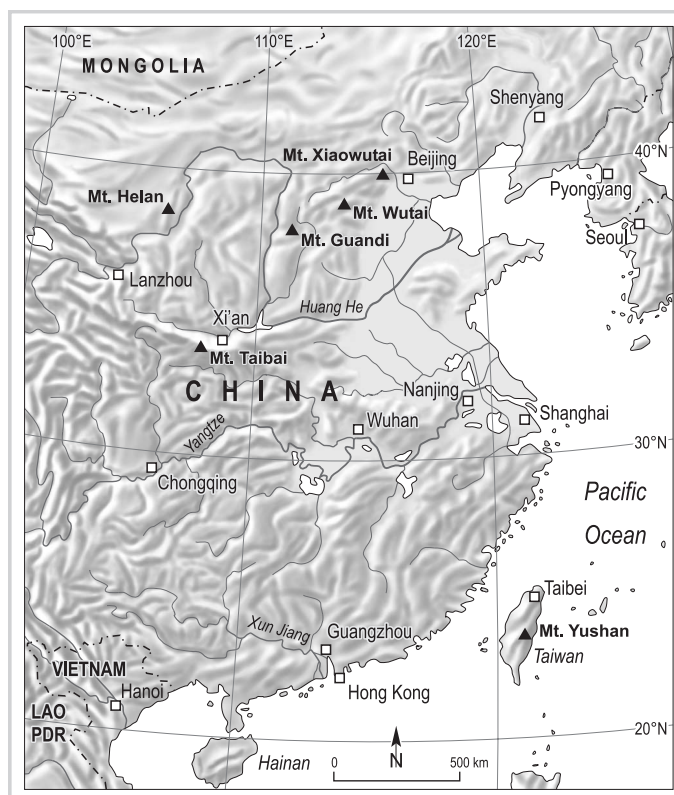 100°E
110°E
120°E
MONGOLIA
Shenyang
Mt. Xiaowutai
Beijing
40°N
Mt. Helan
Mt. Wutai
Pyongyang
Mt. Guandi
Seoul
Lanzhou
Huang He
Xi'an
Mt. Taibai
CHINA
Nanjing
Shanghai
Wuhan
Yangtze
30°N
Chongqing
Pacific
Ocean
Taibei
Xun Jiang
Guangzhou
Mt. Yushan
Taiwan
VIETNAM
Hanoi
Hong Kong
LAO
PDR
20°N
Hainan
N
0
500 km